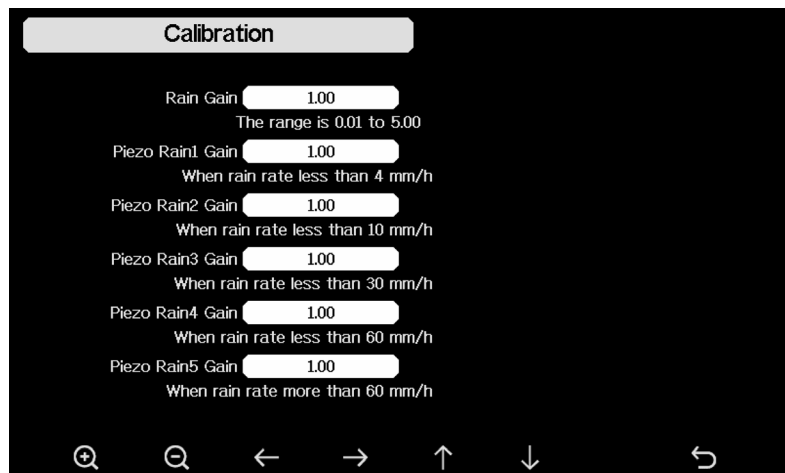 Calibration
Rain Gain 1.00
The range is 0.01 to 5.00
Piezo Rain1 Gain 1.00
When rain rate less than 4 mm/h
Piezo Rain2 Gain 1.00
When rain rate less than 10 mm/h
Piezo Rain3 Gain 1.00
When rain rate less than 30 mm/h
Piezo Rain4 Gain 1.00
When rain rate less than 60 mm/h
Piezo Rain5 Gain 1.00
When rain rate more than 60 mm/h